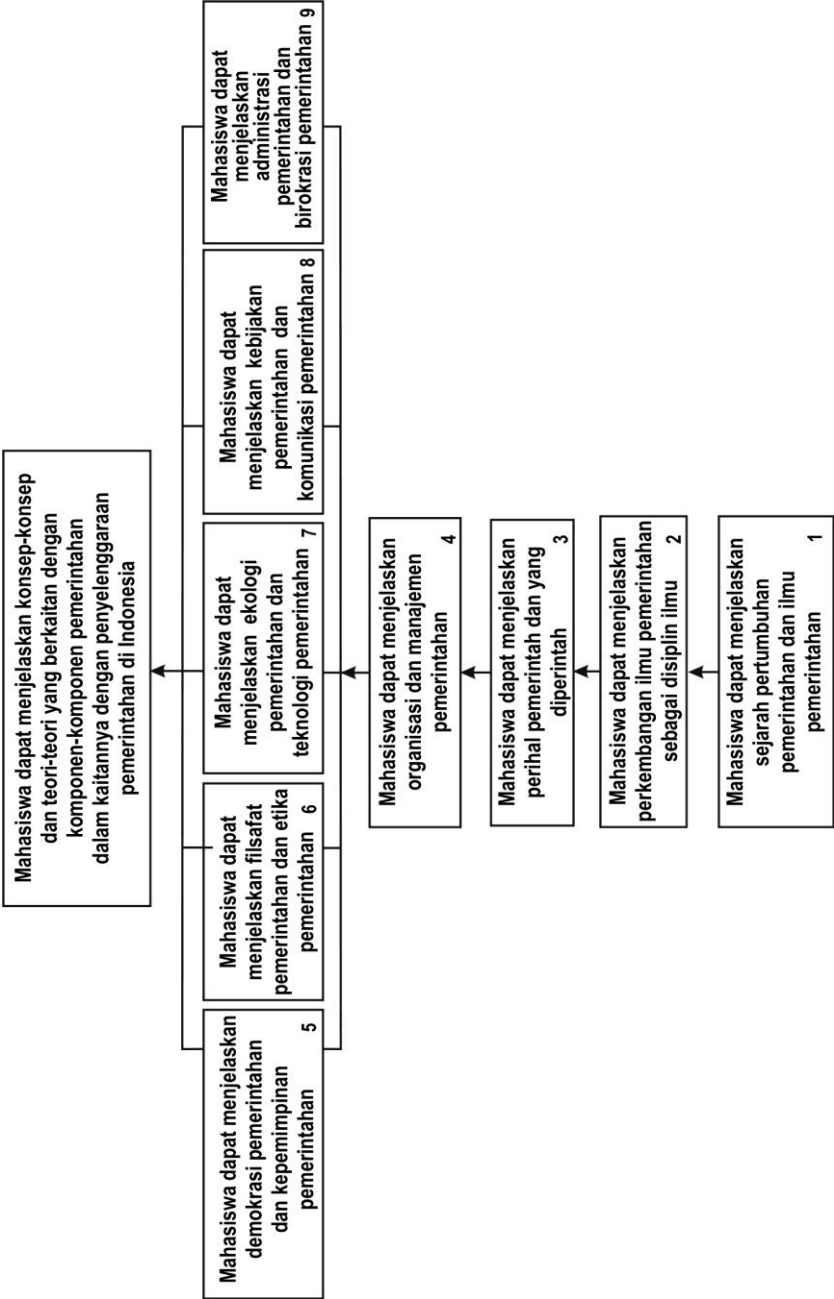 Mahasiswa dapat menjelaskan konsep-konsep
dan teori-teori yang berkaitan dengan
komponen-komponen pemerintahan
dalam kaitannya dengan penyelenggaraan
pemerintahan di Indonesia
Mahasiswa dapat menjelaskan
demokrasi pemerintahan
dan kepemimpinan
pemerintahan 5
Mahasiswa dapat
menjelaskan filsafat
pemerintahan dan etika
pemerintahan 6
Mahasiswa dapat
menjelaskan ekologi
pemerintahan dan
teknologi pemerintahan 7
Mahasiswa dapat
menjelaskan kebijakan
pemerintahan dan
komunikasi pemerintahan 8
Mahasiswa dapat
menjelaskan
administrasi
pemerintahan dan
birokrasi pemerintahan 9
Mahasiswa dapat menjelaskan
organisasi dan manajemen
pemerintahan 4
Mahasiswa dapat menjelaskan
perihal pemerintah dan yang
diperintah 3
Mahasiswa dapat menjelaskan
perkembangan ilmu pemerintahan
sebagai disiplin ilmu 2
Mahasiswa dapat menjelaskan
sejarah pertumbuhan
pemerintahan dan ilmu
pemerintahan 1